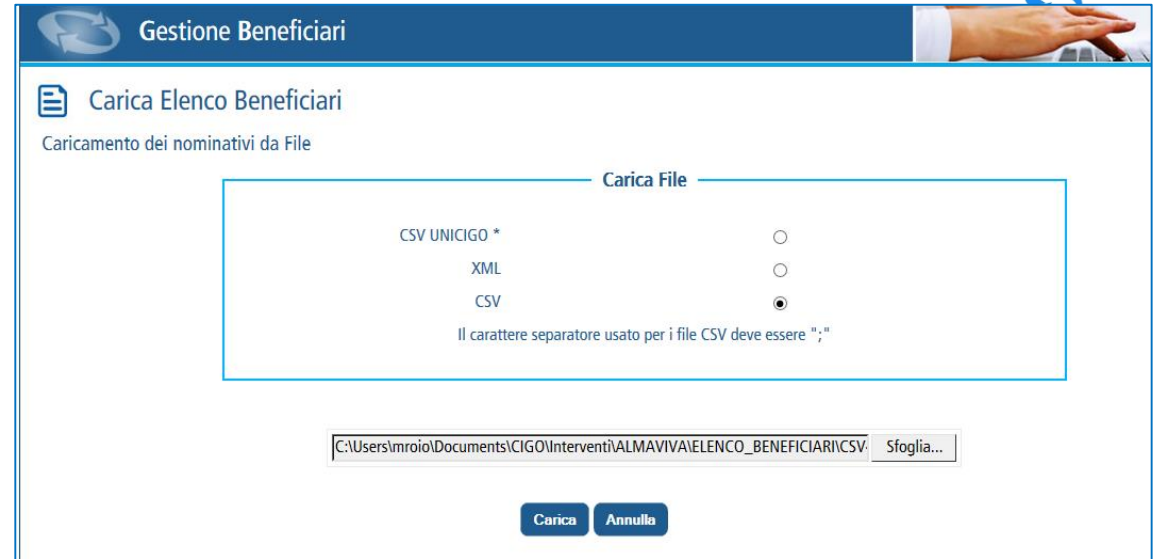 Gestione Beneficiari
Carica Elenco Beneficiari
Caricamento dei nominativi da File
Carica File
CSV UNICIGO *
XML
CSV
Il carattere separatore usato per i file CSV deve essere ";"
C:\Users\mroio\Documents\CIGO\Interventi\ALMAVIVA\ELENCO_BENEFICIARI\CSV- Sfoglia...
Carica Annulla